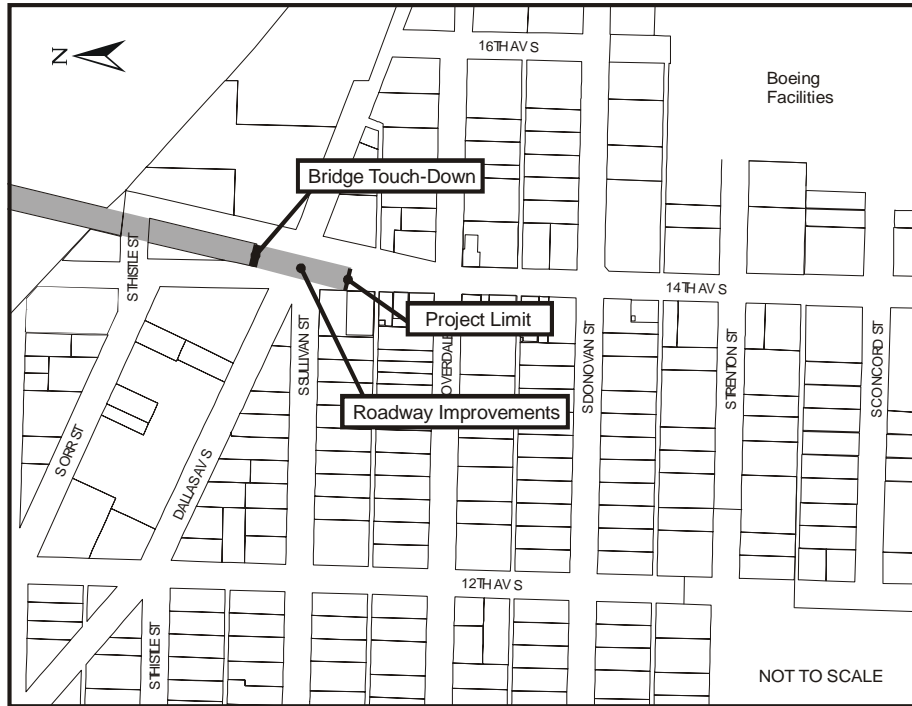 16TH AV S
N
Boeing
Facilities
Bridge Touch-Down
S THISTLE ST
14TH AV S
Project Limit
S SULLIVAN ST
OVERDALE
S DONOVAN ST
S TRENTON ST
S CONCORD ST
Roadway Improvements
S ORR ST
DALLAS AV S
12TH AV S
S THISTLE ST
NOT TO SCALE